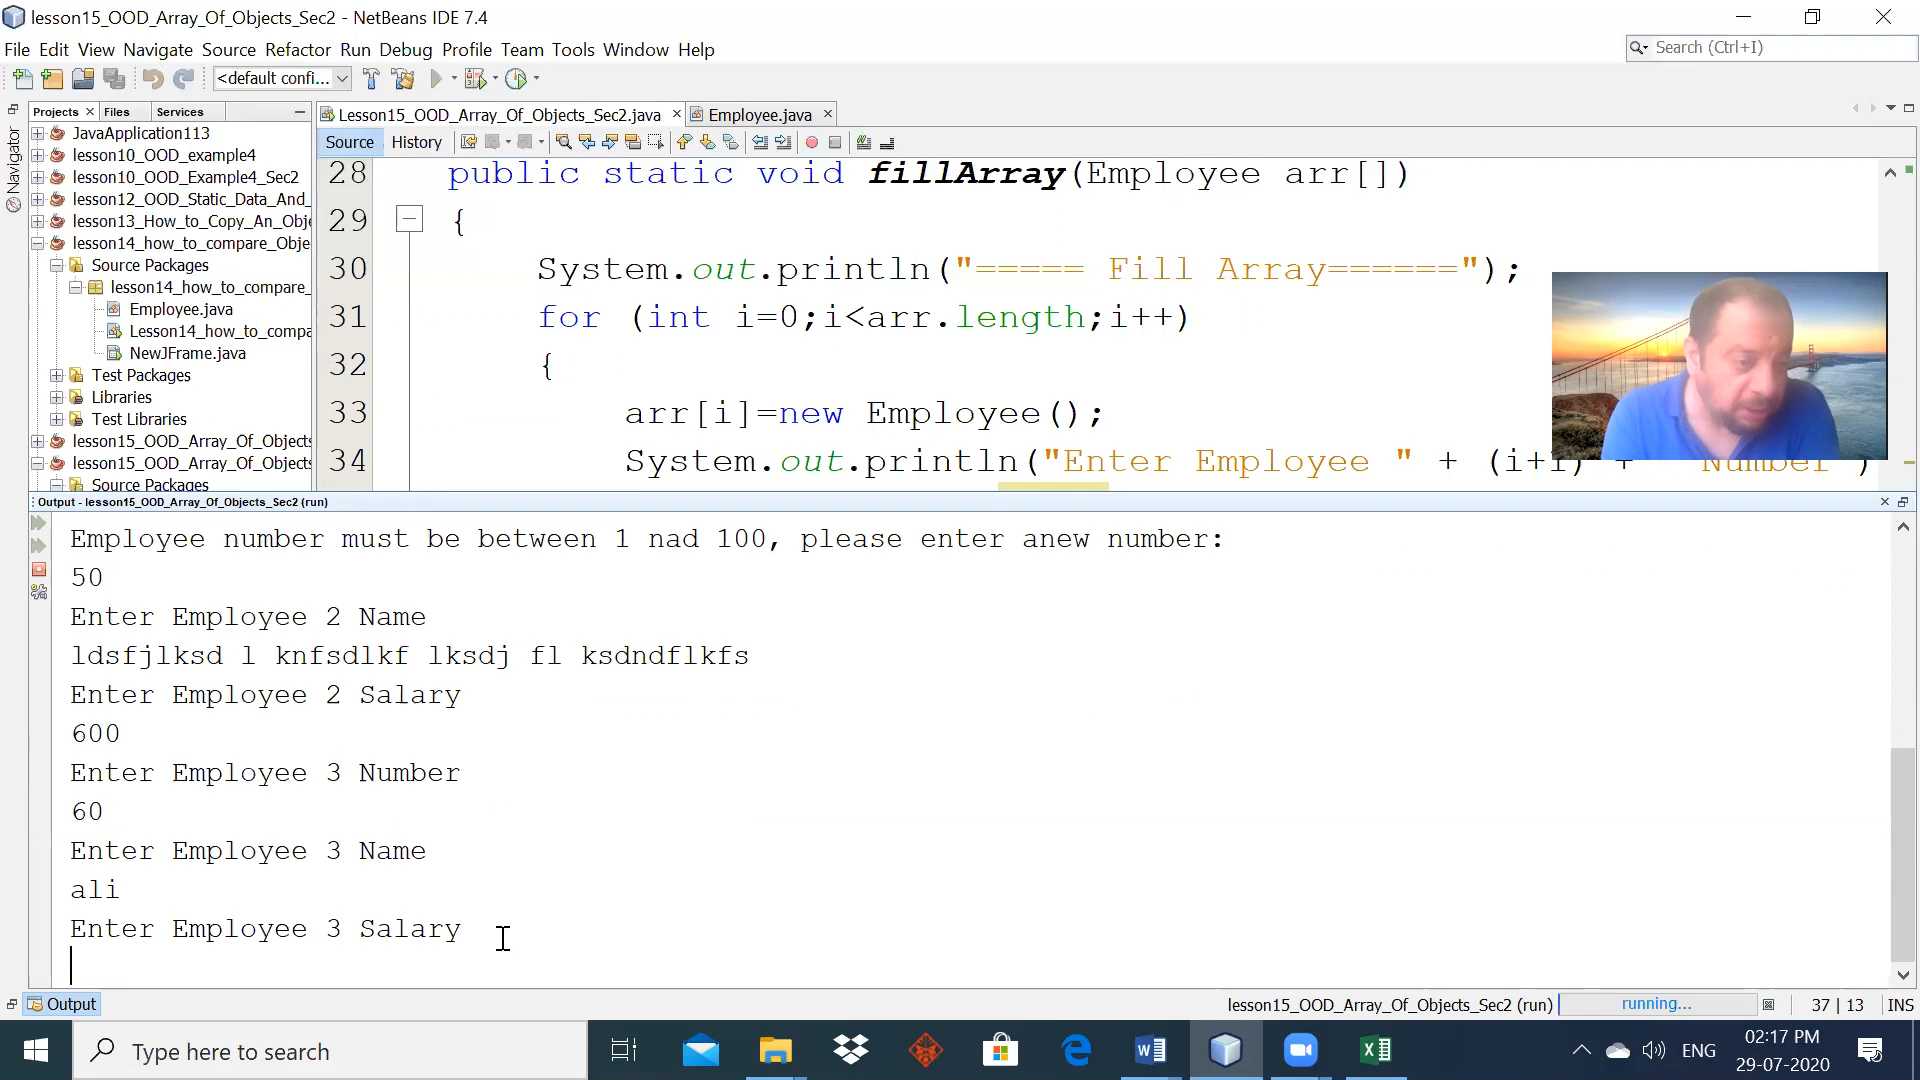 lesson15_OOD_Array_Of_Objects_Sec2 - NetBeans IDE 7.4
File Edit View Navigate Source Refactor Run Debug Profile Team Tools Window Help
Search (Ctrl+I)
<default confi...
Projects Files Services
Lesson15_OOD_Array_Of_Objects_Sec2.java Employee.java
Source History
Navigator
JavaApplication113
lesson10_OOD_example4
lesson10_OOD_Example4_Sec2
lesson12_OOD_Static_Data_And_
lesson13_How_to_Copy_An_Obje
lesson14_how_to_compare_Obje
Source Packages
lesson14_how_to_compare_
Employee.java
Lesson14_how_to_compa
NewJFrame.java
Test Packages
Libraries
Test Libraries
lesson15_OOD_Array_Of_Objects
lesson15_OOD_Array_Of_Objects
Source Packages
28 public static void fillArray(Employee arr[])
29 {
30 System.out.println("===== Fill Array======");
31 for (int i=0;i<arr.length;i++)
32 {
33 arr[i]=new Employee();
34 System.out.println("Enter Employee " + (i+1) + " Number")
Output - lesson15_OOD_Array_Of_Objects_Sec2 (run)
Employee number must be between 1 nad 100, please enter anew number:
50
Enter Employee 2 Name
ldsfjlksd l knfsdlkf lksdj fl ksdndflkfs
Enter Employee 2 Salary
600
Enter Employee 3 Number
60
Enter Employee 3 Name
ali
Enter Employee 3 Salary
Output
lesson15_OOD_Array_Of_Objects_Sec2 (run) running... 37 | 13 INS
Type here to search
ENG
02:17 PM
29-07-2020